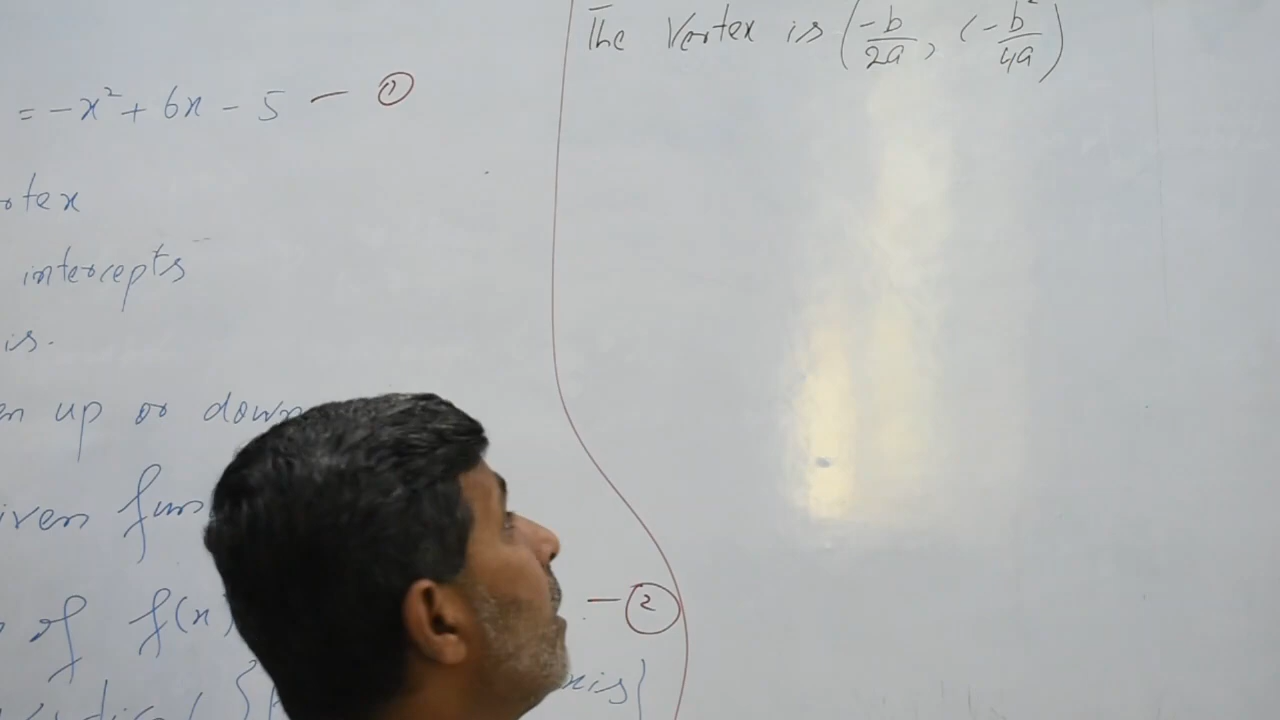 = -x² + 6x - 5 — ①
rtex
intercepts
is.
en up or down
iven fun
of f(x)
— ②
xis}
The Vertex is (-b/2a, (-b²/4a)